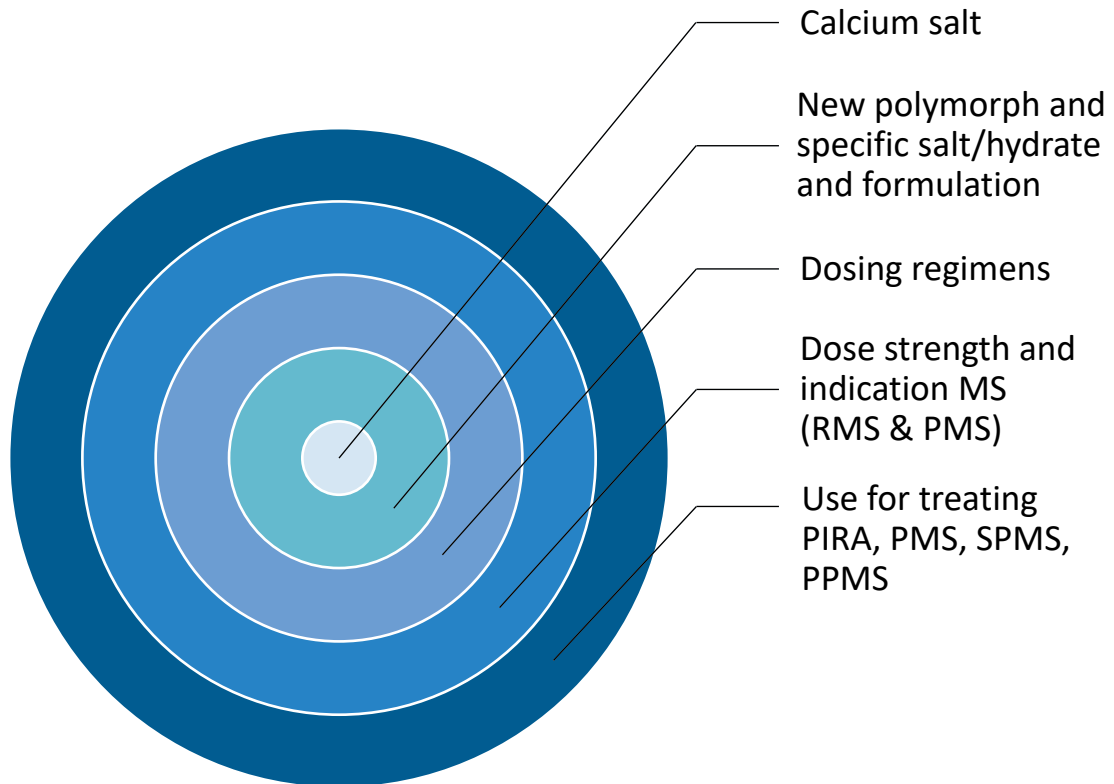 Calcium salt
New polymorph and
specific salt/hydrate
and formulation
Dosing regimens
Dose strength and
indication MS
(RMS & PMS)
Use for treating
PIRA, PMS, SPMS,
PPMS